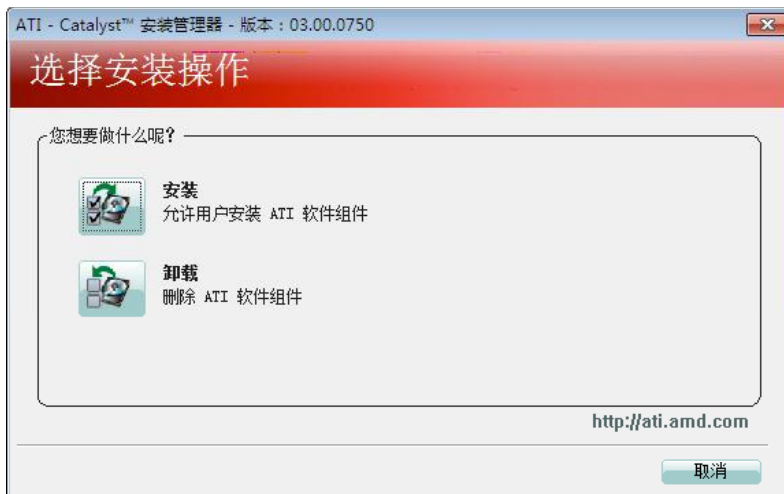 ATI - Catalyst™ 安装管理器 - 版本：03.00.0750
选择安装操作
您想要做什么呢?
安装
允许用户安装 ATI 软件组件
卸载
删除 ATI 软件组件
http://ati.amd.com
取消